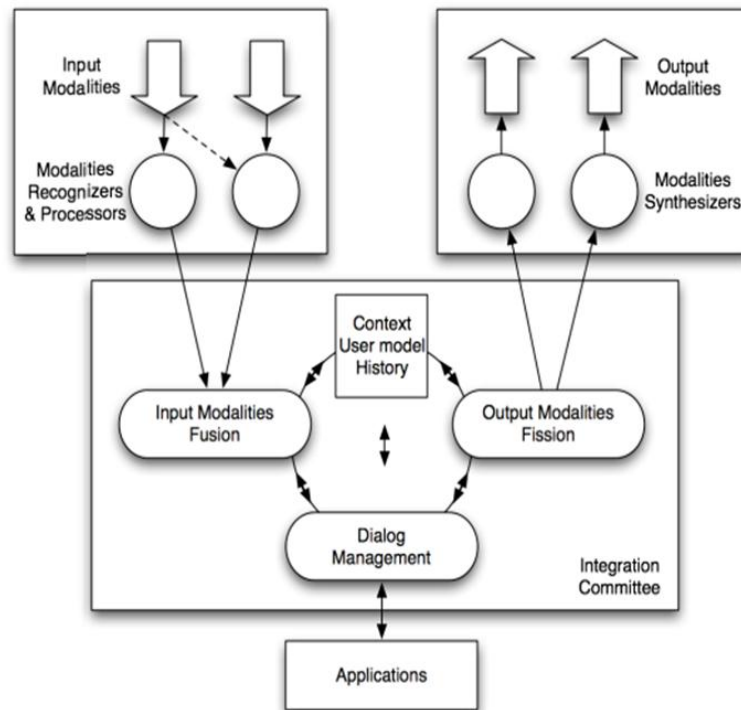 Input
Modalities
Modalities
Recognizers
& Processors
Output
Modalities
Modalities
Synthesizers
Context
User model
History
Input Modalities
Fusion
Output Modalities
Fission
Dialog
Management
Integration
Committee
Applications